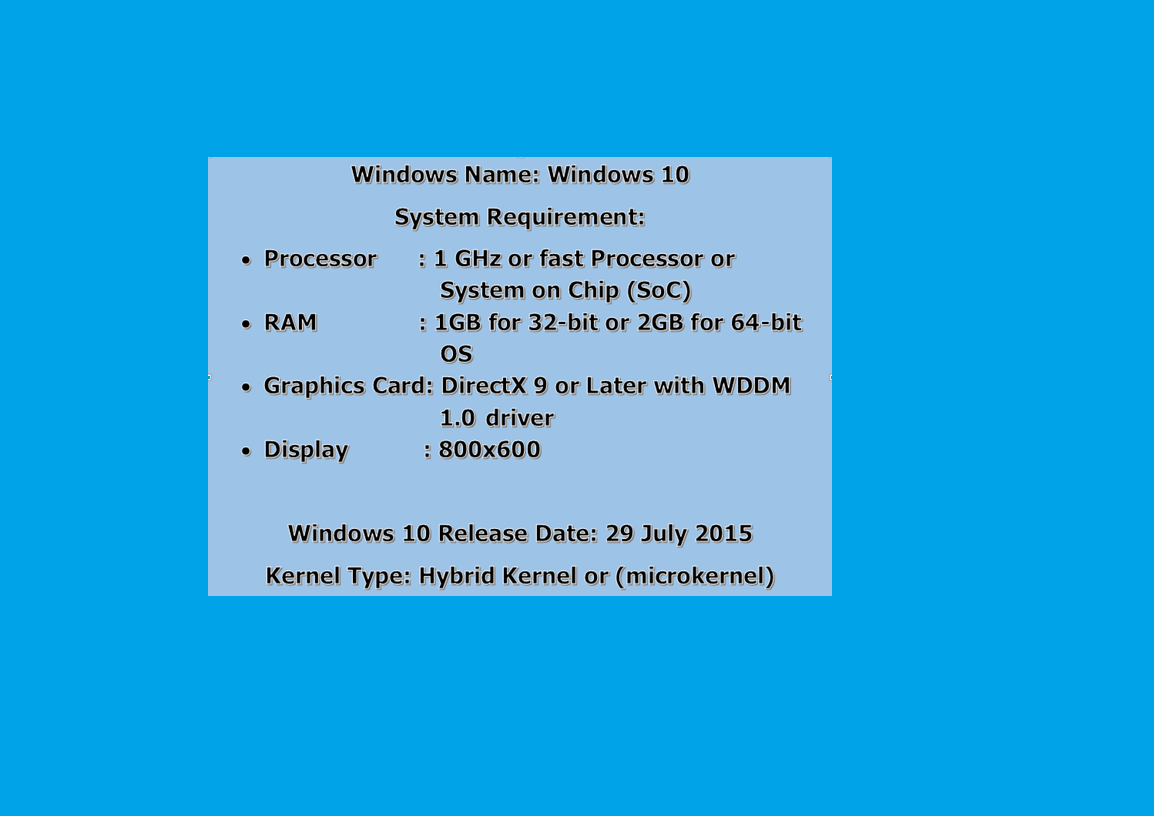 Windows Name: Windows 10
System Requirement:
• Processor : 1 GHz or fast Processor or
System on Chip (SoC)
• RAM : 1GB for 32-bit or 2GB for 64-bit
OS
• Graphics Card: DirectX 9 or Later with WDDM
1.0 driver
• Display : 800x600
Windows 10 Release Date: 29 July 2015
Kernel Type: Hybrid Kernel or (microkernel)